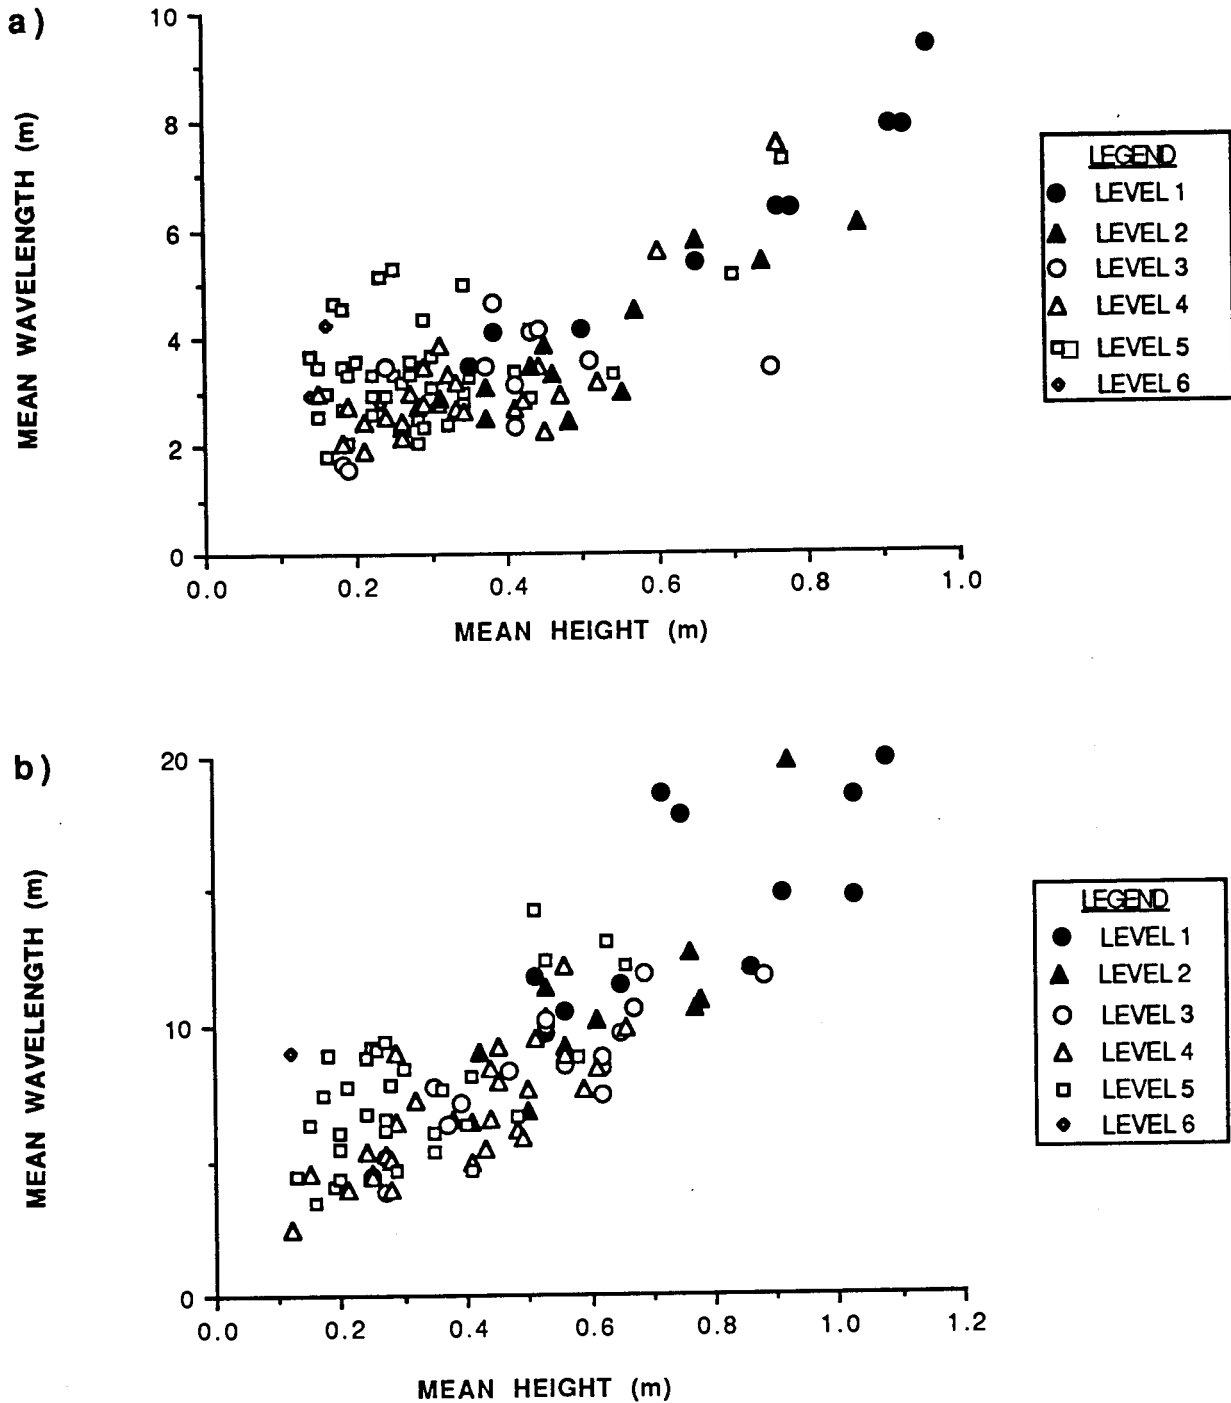 a)
MEAN WAVELENGTH (m)
10
8
6
4
2
0
0.0 0.2 0.4 0.6 0.8 1.0
MEAN HEIGHT (m)
LEGEND
LEVEL 1
LEVEL 2
LEVEL 3
LEVEL 4
LEVEL 5
LEVEL 6
b)
MEAN WAVELENGTH (m)
20
10
0
0.0 0.2 0.4 0.6 0.8 1.0 1.2
MEAN HEIGHT (m)
LEGEND
LEVEL 1
LEVEL 2
LEVEL 3
LEVEL 4
LEVEL 5
LEVEL 6